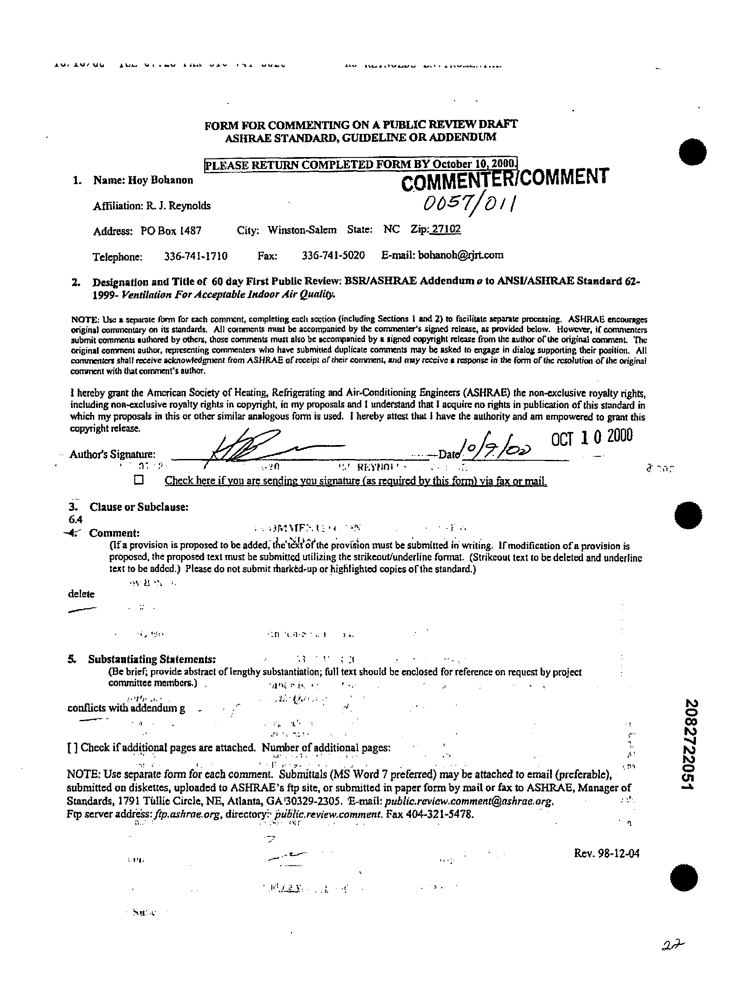 FORM FOR COMMENTING ON A PUBLIC REVIEW DRAFT
ASHRAE STANDARD, GUIDELINE OR ADDENDUM
PLEASE RETURN COMPLETED FORM BY October 10, 2000.
1. Name: Hoy Bohanon
COMMENTER/COMMENT
Affiliation: R. J. Reynolds
0057/011
Address: PO Box 1487 City: Winston-Salem State: NC Zip: 27102
Telephone: 336-741-1710 Fax: 336-741-5020 E-mail: bohanoh@rjrt.com
2. Designation and Title of 60 day First Public Review: BSR/ASHRAE Addendum o to ANSI/ASHRAE Standard 62-
1999- Ventilation For Acceptable Indoor Air Quality.
NOTE: Use a separate form for each comment, completing each section (including Sections 1 and 2) to facilitate separate processing. ASHRAE encourages
original commentary on its standards. All comments must be accompanied by the commenter's signed release, as provided below. However, if commenters
submit comments authored by others, those comments must also be accompanied by a signed copyright release from the author of the original comment. The
original comment author, representing commenters who have submitted duplicate comments may be asked to engage in dialog supporting their position. All
commenters shall receive acknowledgment from ASHRAE of receipt of their comment, and may receive a response in the form of the resolution of the original
comment with that comment's author.
I hereby grant the American Society of Heating, Refrigerating and Air-Conditioning Engineers (ASHRAE) the non-exclusive royalty rights,
including non-exclusive royalty rights in copyright, in my proposals and I understand that I acquire no rights in publication of this standard in
which my proposals in this or other similar analogous form is used. I hereby attest that I have the authority and am empowered to grant this
copyright release.
OCT 10 2000
Author's Signature: Date 10/9/00
Check here if you are sending you signature (as required by this form) via fax or mail.
3. Clause or Subclause:
6.4
4. Comment:
(If a provision is proposed to be added, the text of the provision must be submitted in writing. If modification of a provision is
proposed, the proposed text must be submitted utilizing the strikeout/underline format. (Strikeout text to be deleted and underline
text to be added.) Please do not submit marked-up or highlighted copies of the standard.)
delete
5. Substantiating Statements:
(Be brief; provide abstract of lengthy substantiation; full text should be enclosed for reference on request by project
committee members.)
conflicts with addendum g
[ ] Check if additional pages are attached. Number of additional pages:
NOTE: Use separate form for each comment. Submittals (MS Word 7 preferred) may be attached to email (preferable),
submitted on diskettes, uploaded to ASHRAE's ftp site, or submitted in paper form by mail or fax to ASHRAE, Manager of
Standards, 1791 Tullie Circle, NE, Atlanta, GA 30329-2305. E-mail: public.review.comment@ashrae.org.
Ftp server address: ftp.ashrae.org, directory: public.review.comment. Fax 404-321-5478.
Rev. 98-12-04
2082722051